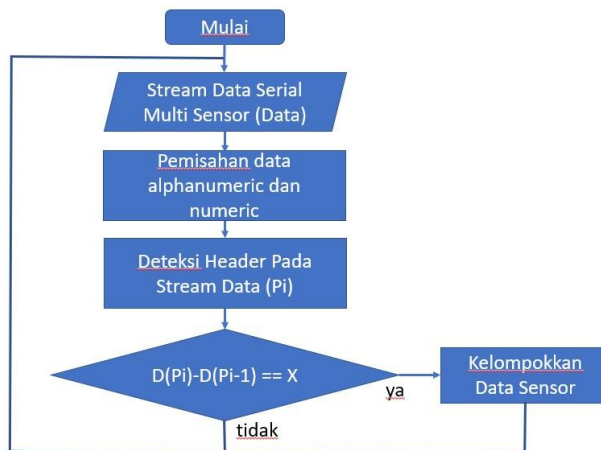 Mulai
Stream Data Serial
Multi Sensor (Data)
Pemisahan data
alphanumeric dan
numeric
Deteksi Header Pada
Stream Data (Pi)
D(Pi)-D(Pi-1) == X
ya
Kelompokkan
Data Sensor
tidak